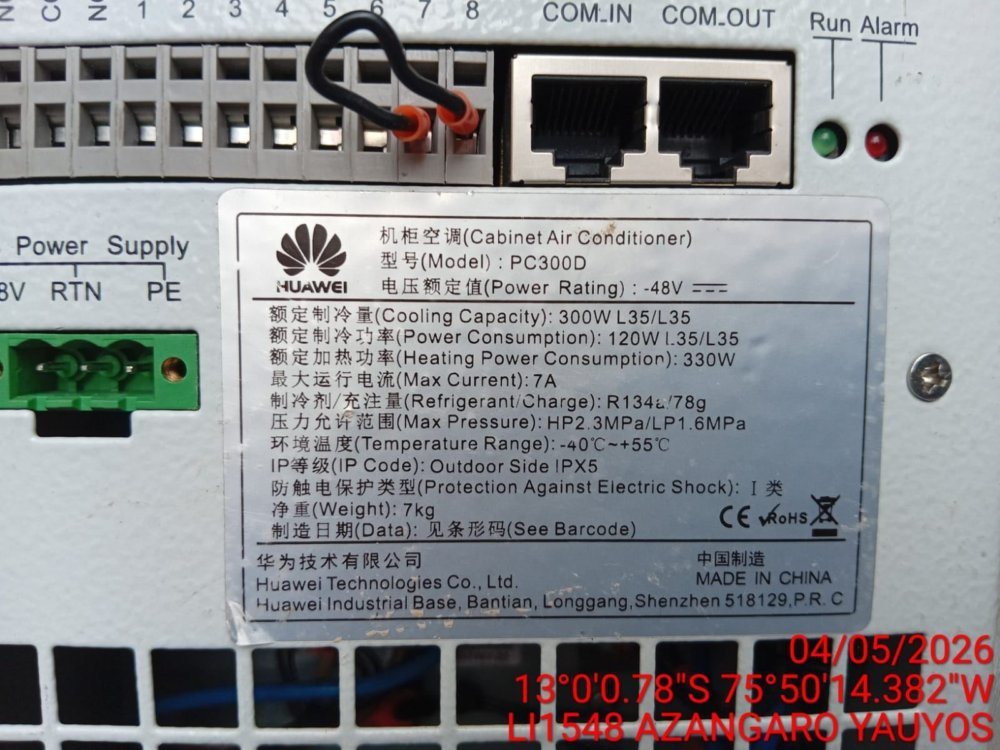 1 2 3 4 5 6 7 8 COM_IN COM_OUT Run Alarm
Power Supply
8V RTN PE
HUAWEI
机柜空调(Cabinet Air Conditioner)
型号(Model) : PC300D
电压额定值(Power Rating) : -48V
额定制冷量(Cooling Capacity): 300W L35/L35
额定制冷功率(Power Consumption): 120W L35/L35
额定加热功率(Heating Power Consumption): 330W
最大运行电流(Max Current): 7A
制冷剂/充注量(Refrigerant/Charge): R134a/78g
压力允许范围(Max Pressure): HP2.3MPa/LP1.6MPa
环境温度(Temperature Range): -40℃~+55℃
IP等级(IP Code): Outdoor Side IPX5
防触电保护类型(Protection Against Electric Shock): I 类
净重(Weight): 7kg
CE RoHS
制造日期(Data): 见条形码(See Barcode)
华为技术有限公司
中国制造
Huawei Technologies Co., Ltd.
MADE IN CHINA
Huawei Industrial Base, Bantian, Longgang,Shenzhen 518129,P.R. C
04/05/2026
13°0'0.78"S 75°50'14.382"W
LI1548 AZANGARO YAUYOS